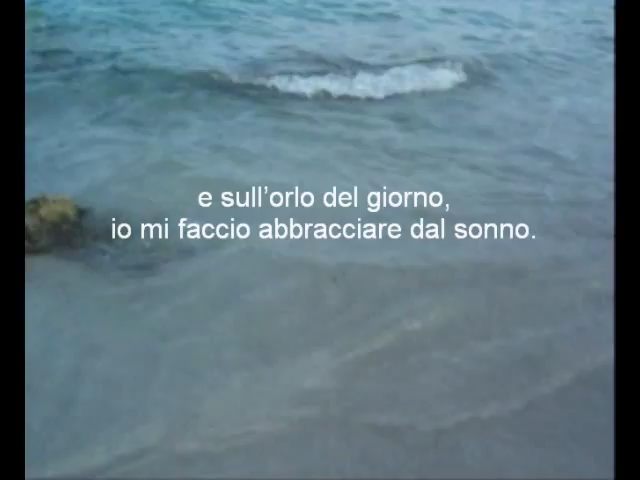 e sull’orlo del giorno,
io mi faccio abbracciare dal sonno.